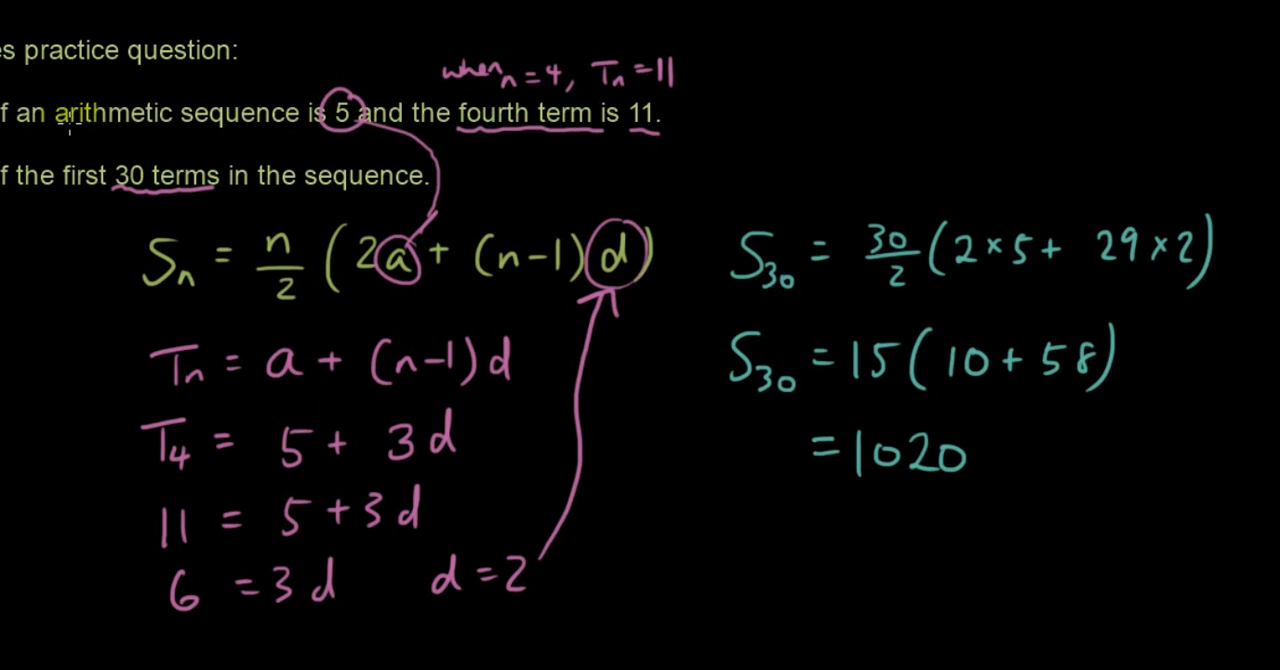 s practice question:
when n = 4, Tn = 11
f an arithmetic sequence is 5 and the fourth term is 11.
f the first 30 terms in the sequence.
Sn = n/2 (2a + (n-1)d)
Tn = a + (n-1)d
T4 = 5 + 3d
11 = 5 + 3d
6 = 3d d = 2
S30 = 30/2 (2×5 + 29×2)
S30 = 15(10 + 58)
= 1020